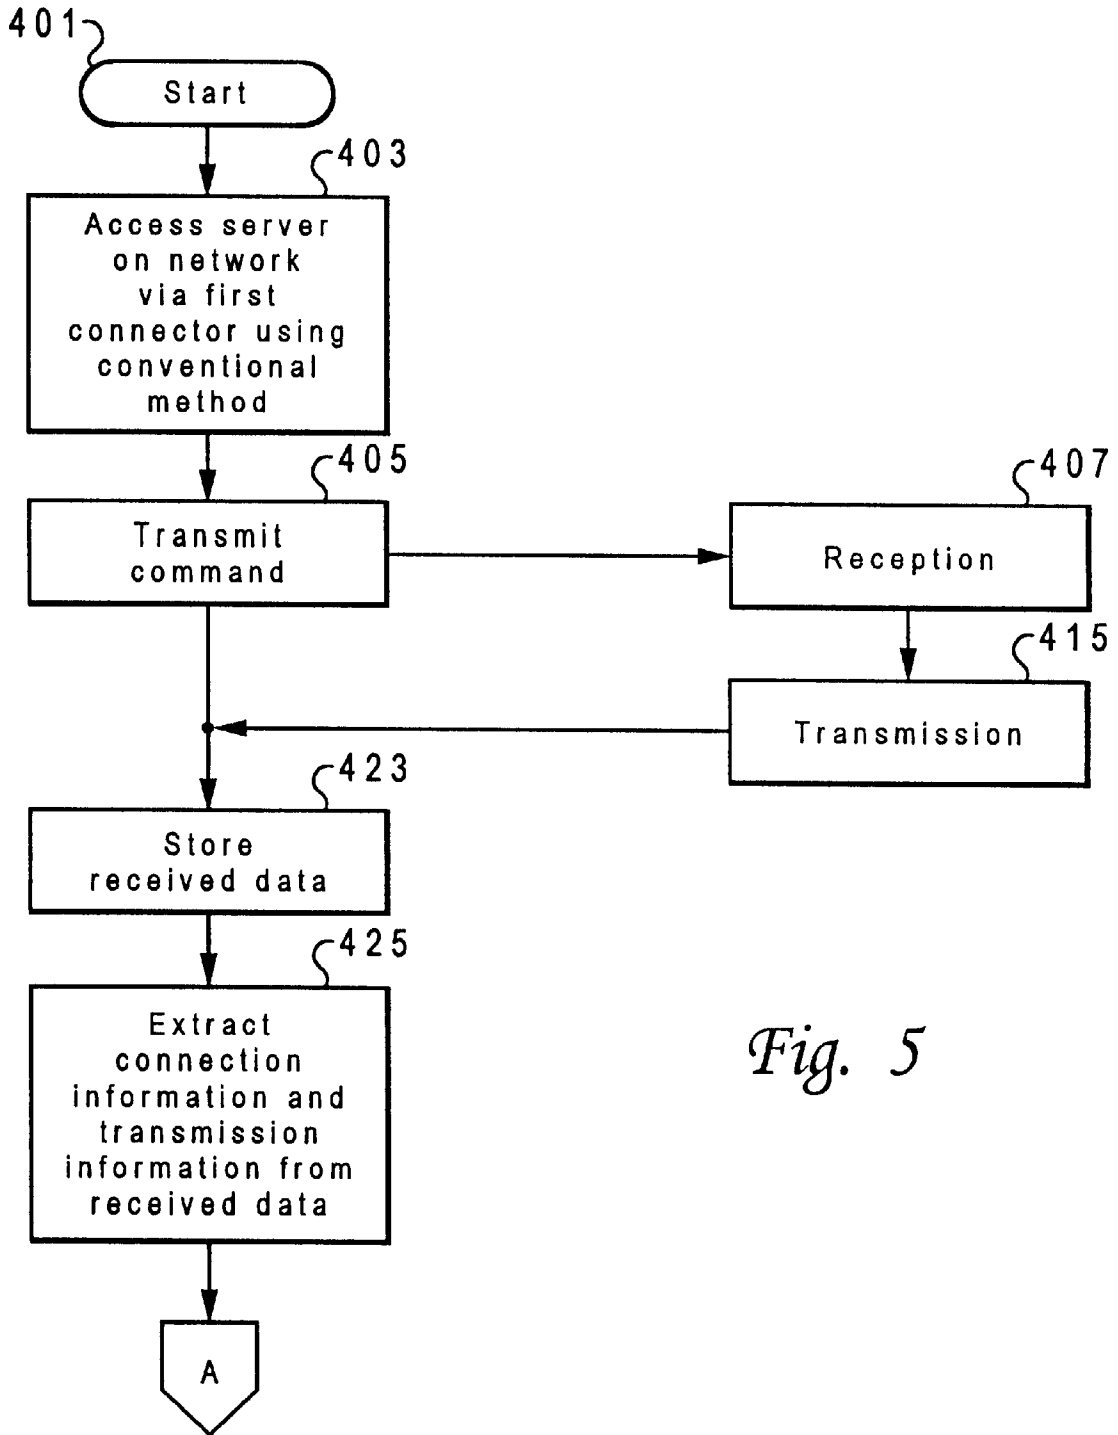 401
Start
403
Access server
on network
via first
connector using
conventional
method
405
Transmit
command
407
Reception
415
Transmission
423
Store
received data
425
Extract
connection
information and
transmission
information from
received data
Fig. 5
A